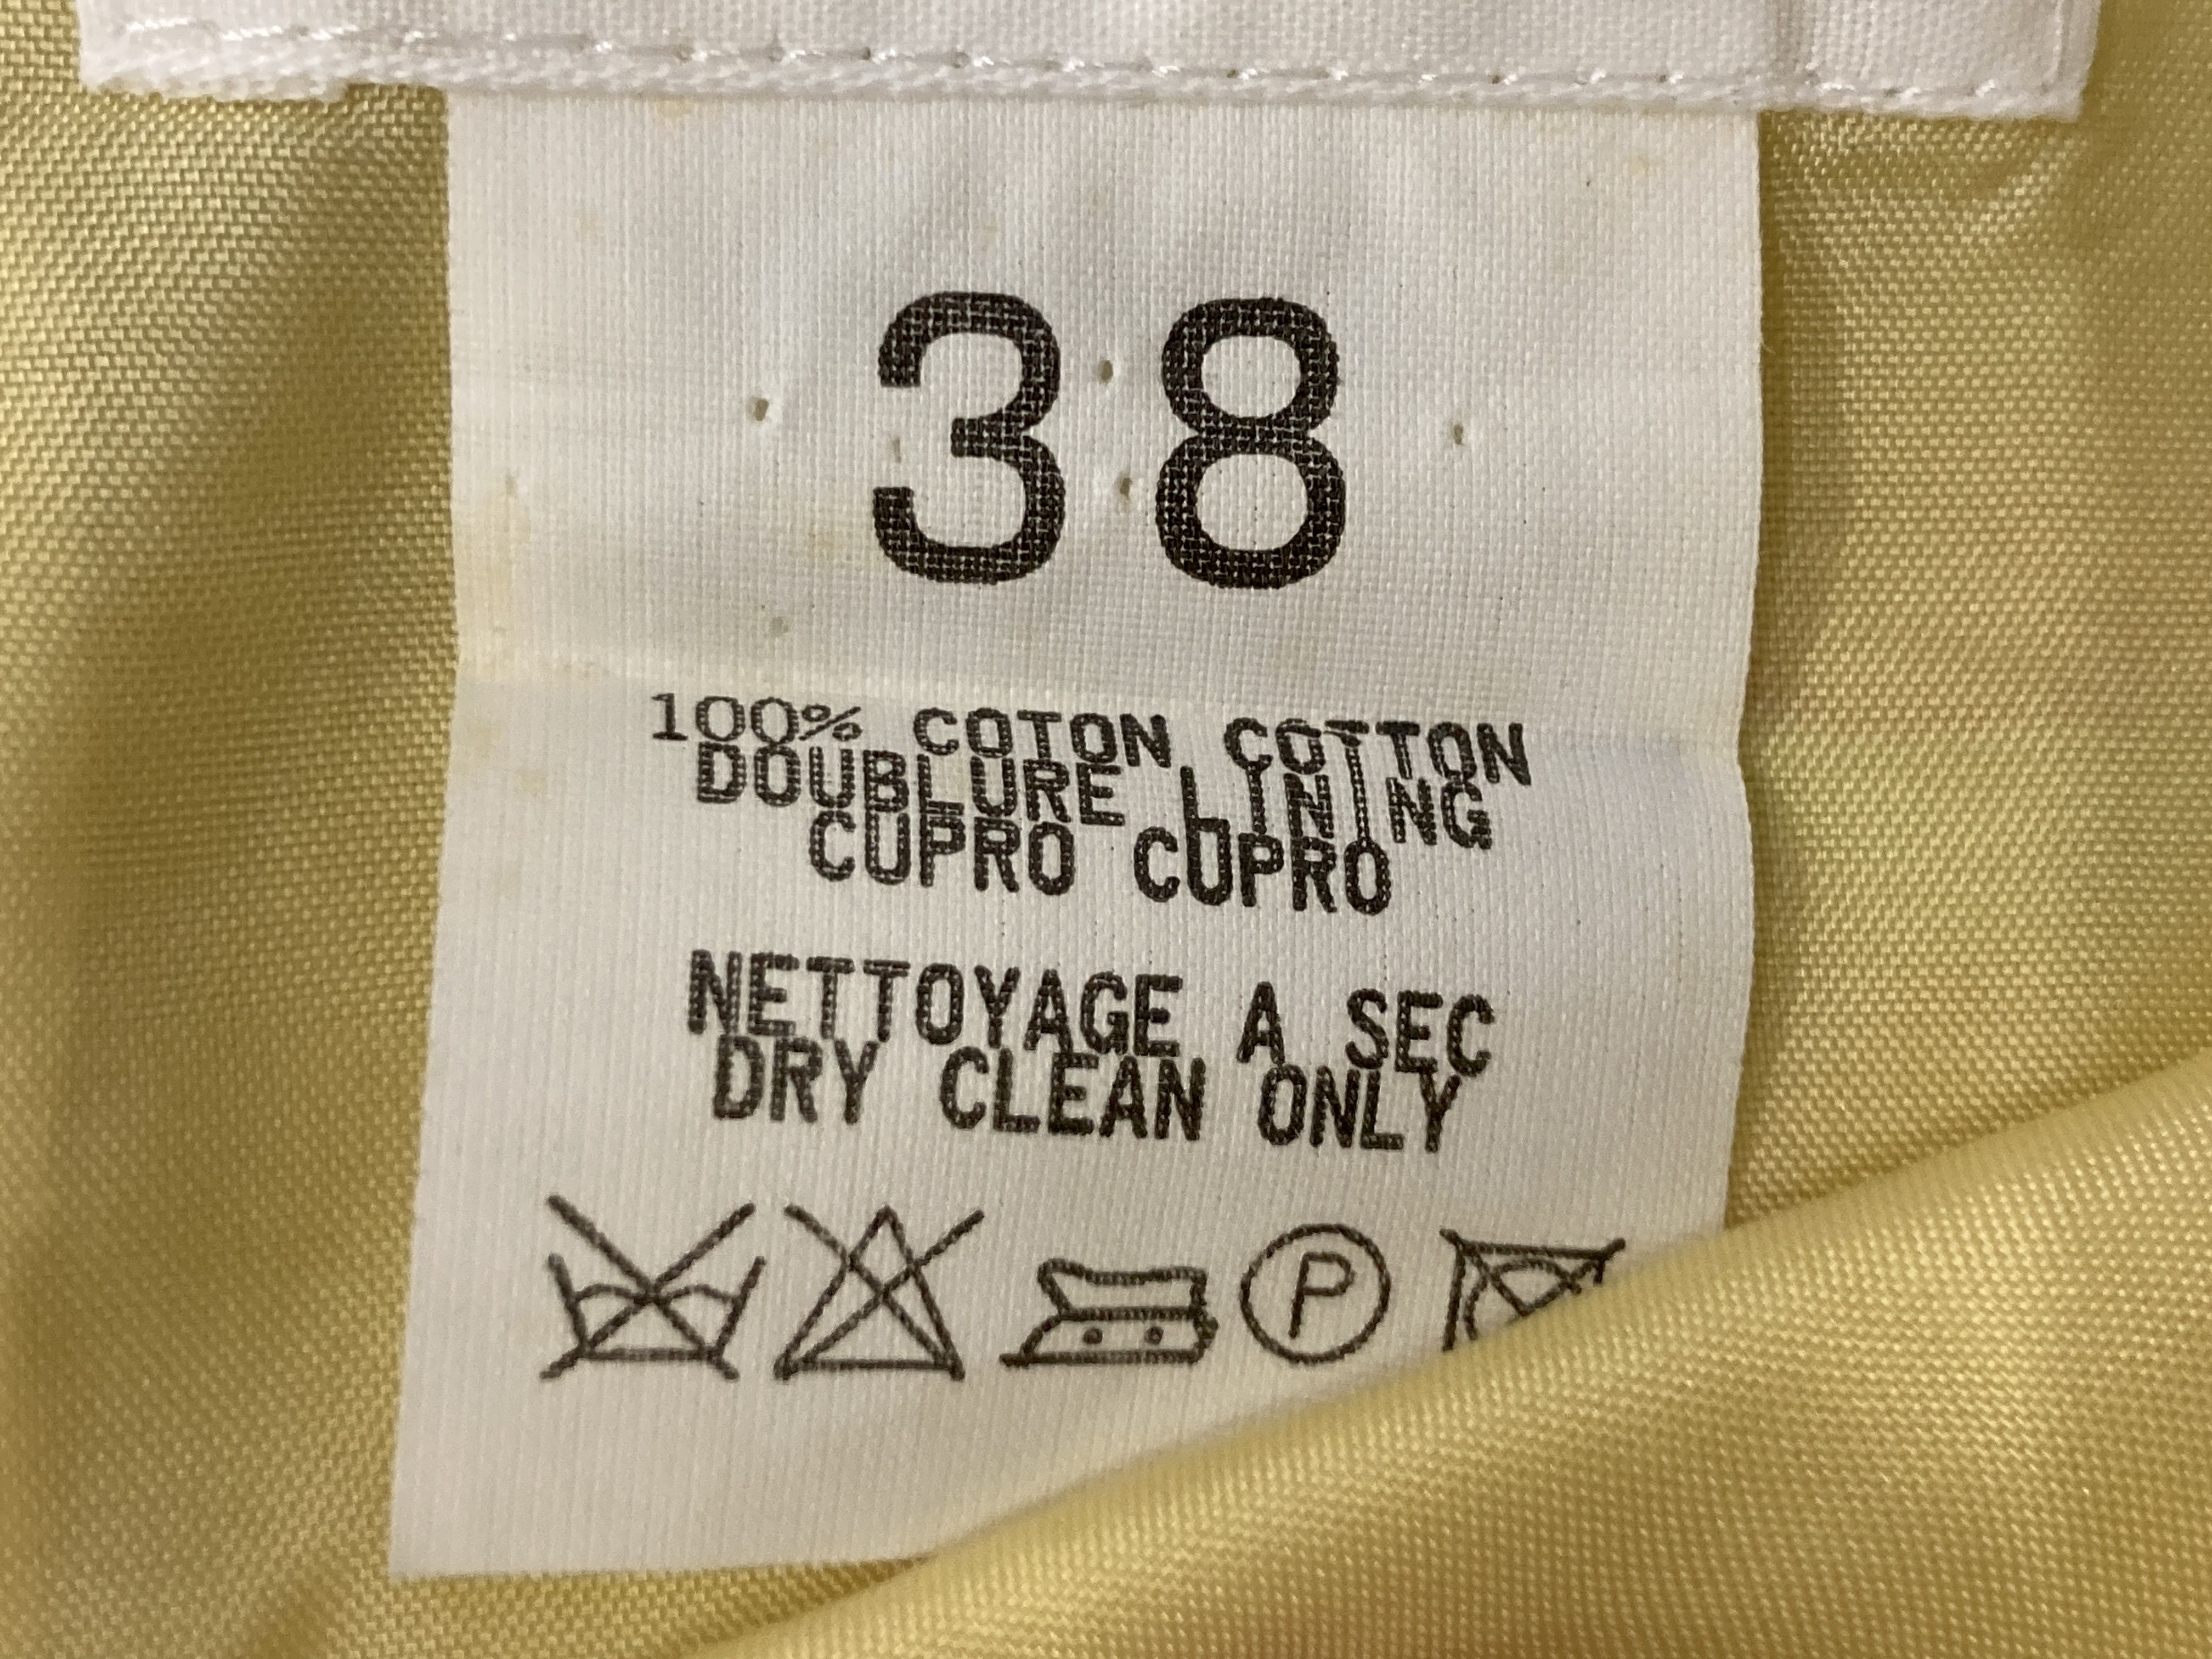 38
100% COTON COTTON
DOUBLURE LINING
CUPRO CUPRO
NETTOYAGE A SEC
DRY CLEAN ONLY
P